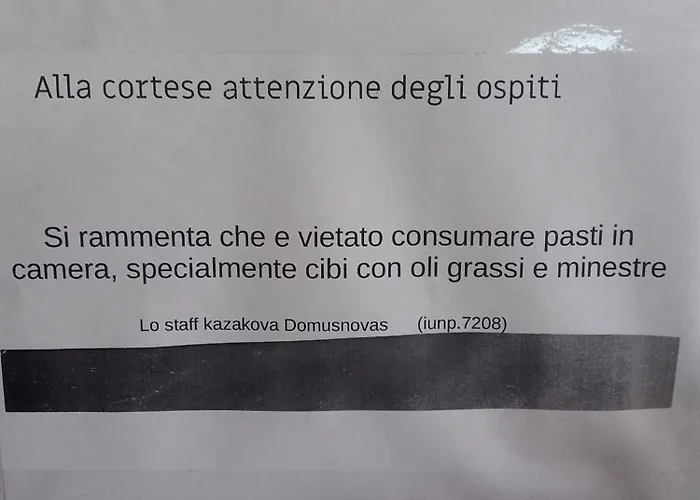 Alla cortese attenzione degli ospiti
Si rammenta che e vietato consumare pasti in
camera, specialmente cibi con oli grassi e minestre
Lo staff kazakova Domusnovas (iunp.7208)